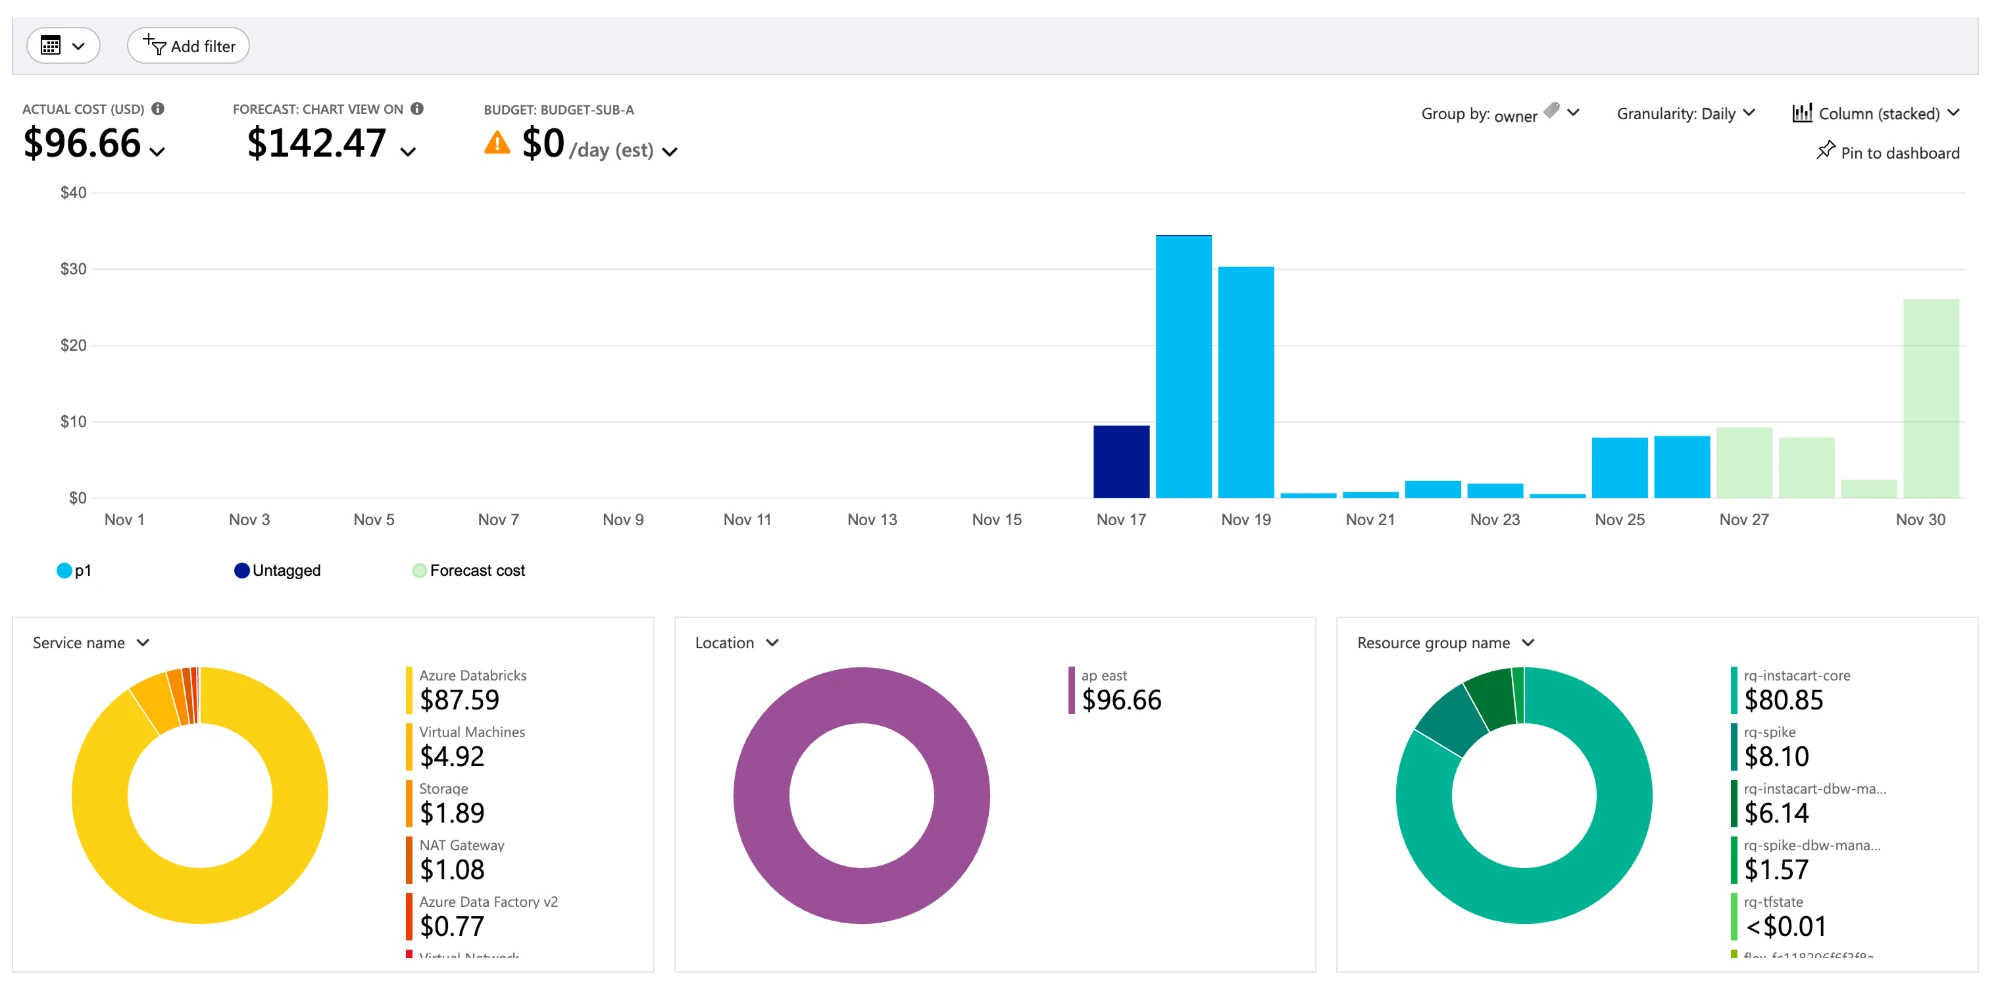 Add filter
ACTUAL COST (USD)
$96.66
FORECAST: CHART VIEW ON
$142.47
BUDGET: BUDGET-SUB-A
$0 /day (est)
Group by: owner
Granularity: Daily
Column (stacked)
Pin to dashboard
$40
$30
$20
$10
$0
Nov 1 Nov 3 Nov 5 Nov 7 Nov 9 Nov 11 Nov 13 Nov 15 Nov 17 Nov 19 Nov 21 Nov 23 Nov 25 Nov 27 Nov 30
p1 Untagged Forecast cost
Service name
Azure Databricks
$87.59
Virtual Machines
$4.92
Storage
$1.89
NAT Gateway
$1.08
Azure Data Factory v2
$0.77
Virtual Network
Location
ap east
$96.66
Resource group name
rg-instacart-core
$80.85
rg-spike
$8.10
rg-instacart-dbw-ma...
$6.14
rg-spike-dbw-mana...
$1.57
rg-tfstate
<$0.01